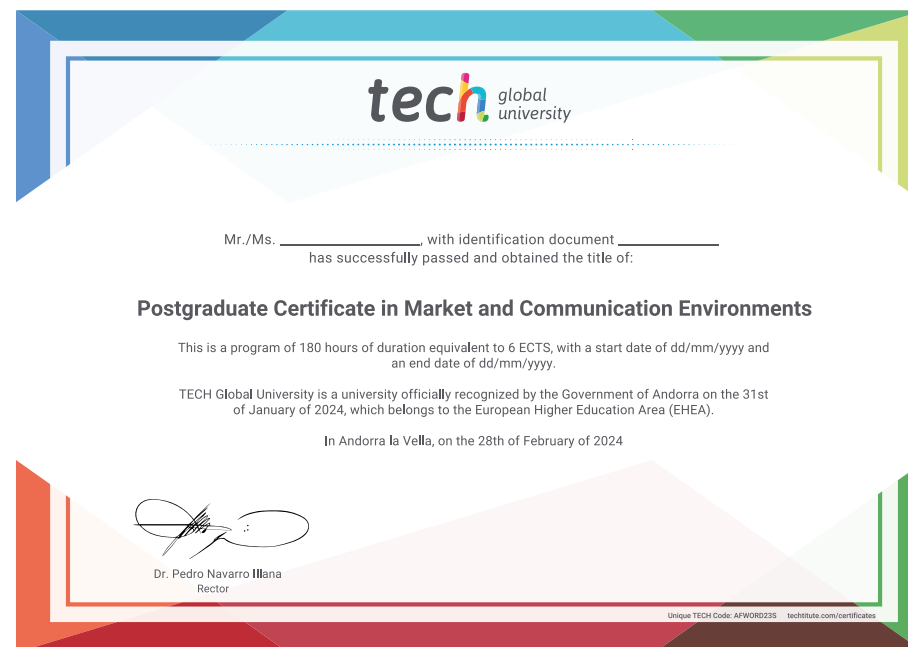 tech global university
Mr./Ms. ____________________, with identification document ______________
has successfully passed and obtained the title of:
Postgraduate Certificate in Market and Communication Environments
This is a program of 180 hours of duration equivalent to 6 ECTS, with a start date of dd/mm/yyyy and
an end date of dd/mm/yyyy.
TECH Global University is a university officially recognized by the Government of Andorra on the 31st
of January of 2024, which belongs to the European Higher Education Area (EHEA).
In Andorra la Vella, on the 28th of February of 2024
Dr. Pedro Navarro Illana
Rector
Unique TECH Code: AFWORD23S techtitute.com/certificates